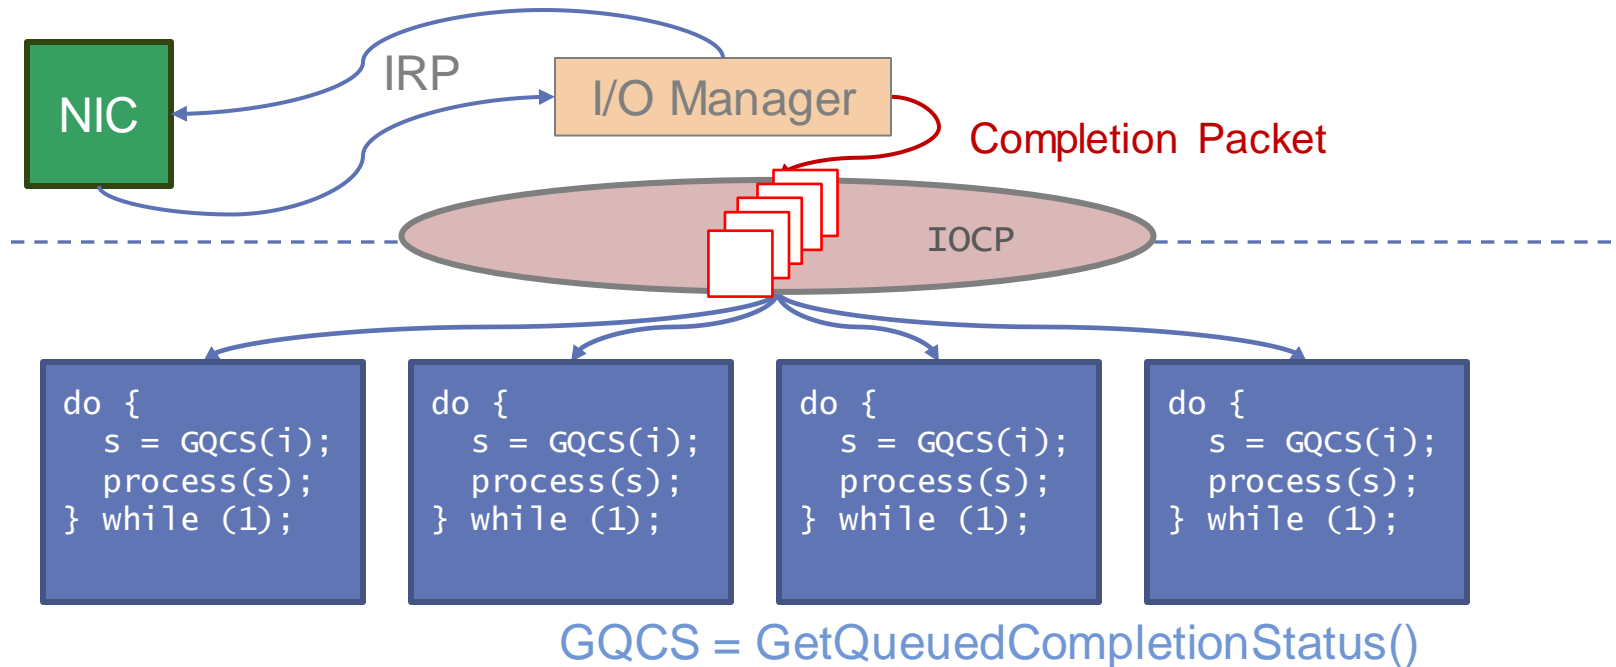 NIC
IRP
I/O Manager
Completion Packet
IOCP
do {
s = GQCS(i);
process(s);
} while (1);
do {
s = GQCS(i);
process(s);
} while (1);
do {
s = GQCS(i);
process(s);
} while (1);
do {
s = GQCS(i);
process(s);
} while (1);
GQCS = GetQueuedCompletionStatus()